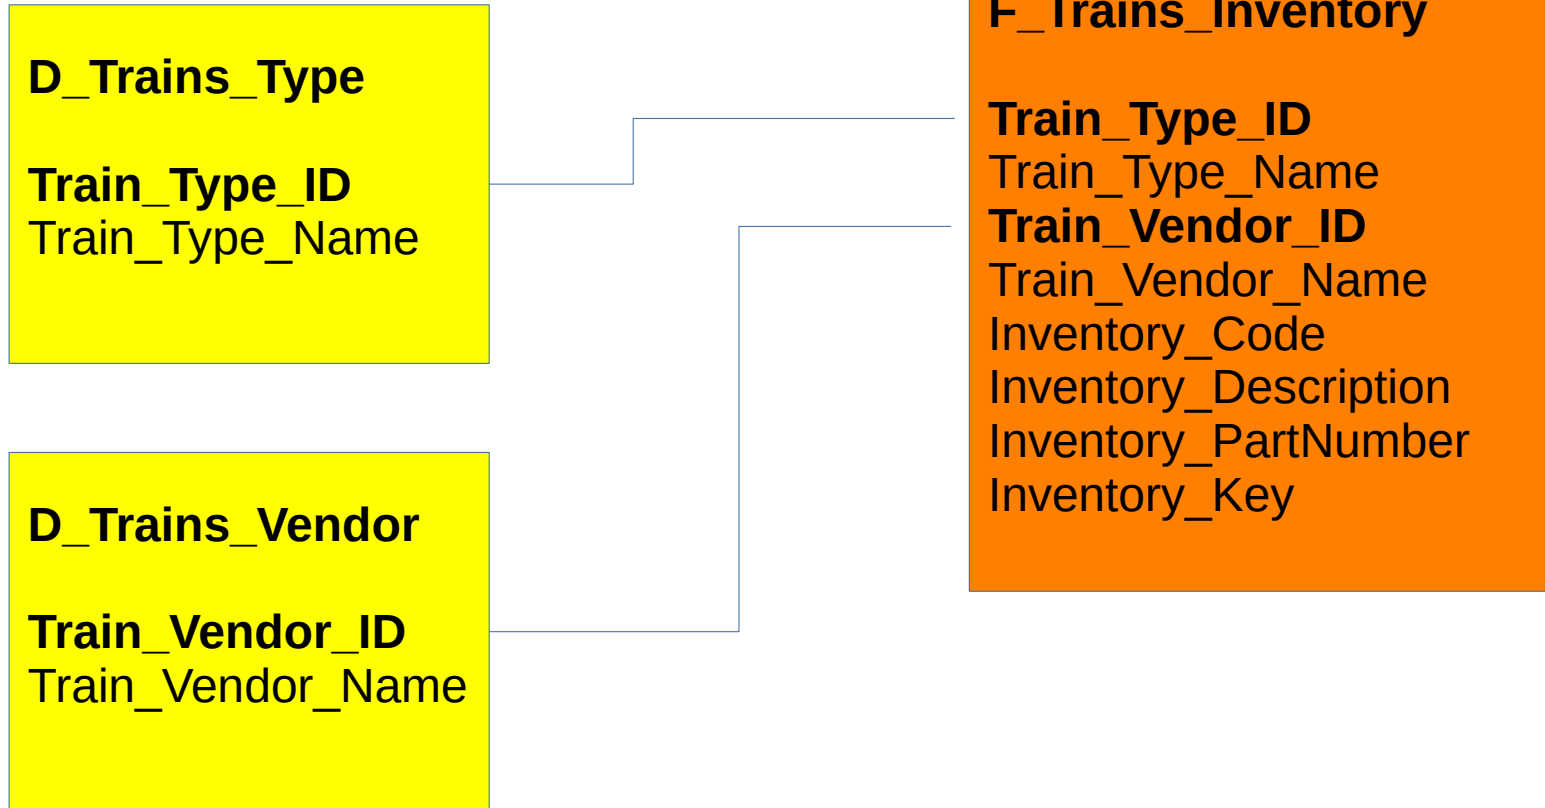 D_Trains_Type
Train_Type_ID
Train_Type_Name
D_Trains_Vendor
Train_Vendor_ID
Train_Vendor_Name
F_Trains_Inventory
Train_Type_ID
Train_Type_Name
Train_Vendor_ID
Train_Vendor_Name
Inventory_Code
Inventory_Description
Inventory_PartNumber
Inventory_Key